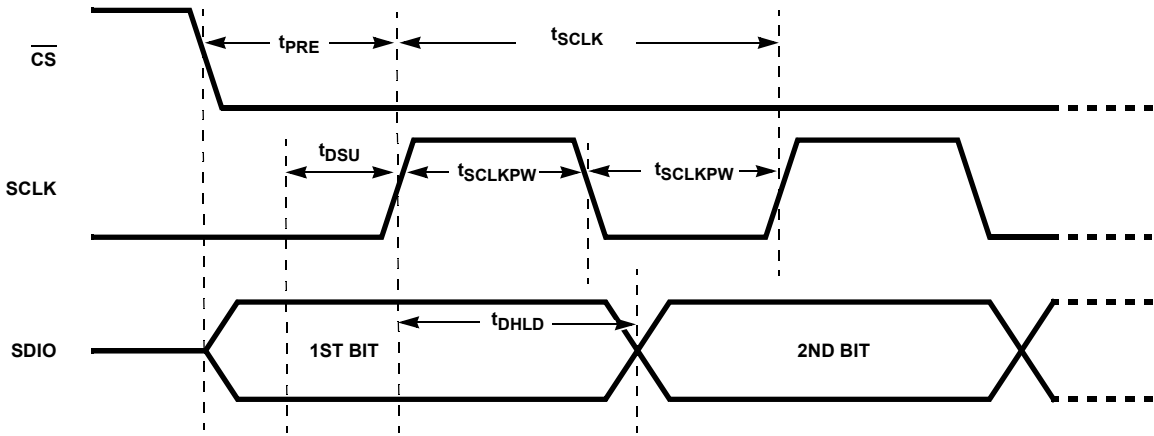 CS
tPRE
tSCLK
SCLK
tDSU
tSCLKPW
tSCLKPW
SDIO
1ST BIT
tDHLD
2ND BIT